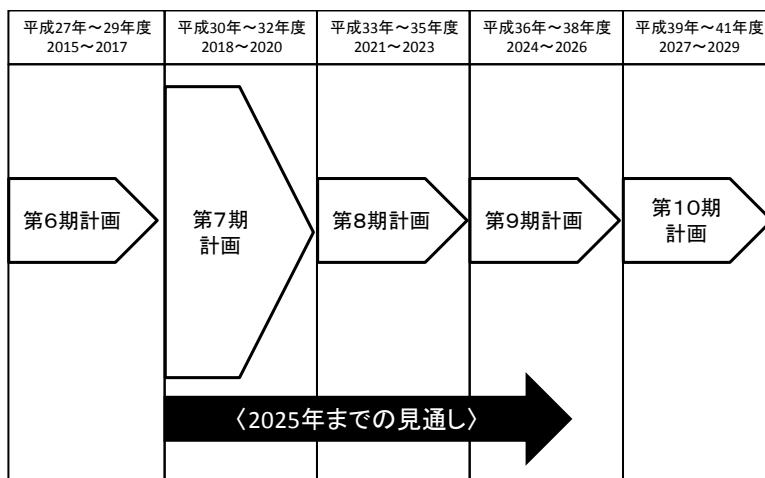 平成27年～29年度
2015～2017
平成30年～32年度
2018～2020
平成33年～35年度
2021～2023
平成36年～38年度
2024～2026
平成39年～41年度
2027～2029
第6期計画
第7期
計画
第8期計画
第9期計画
第10期
計画
〈2025年までの見通し〉